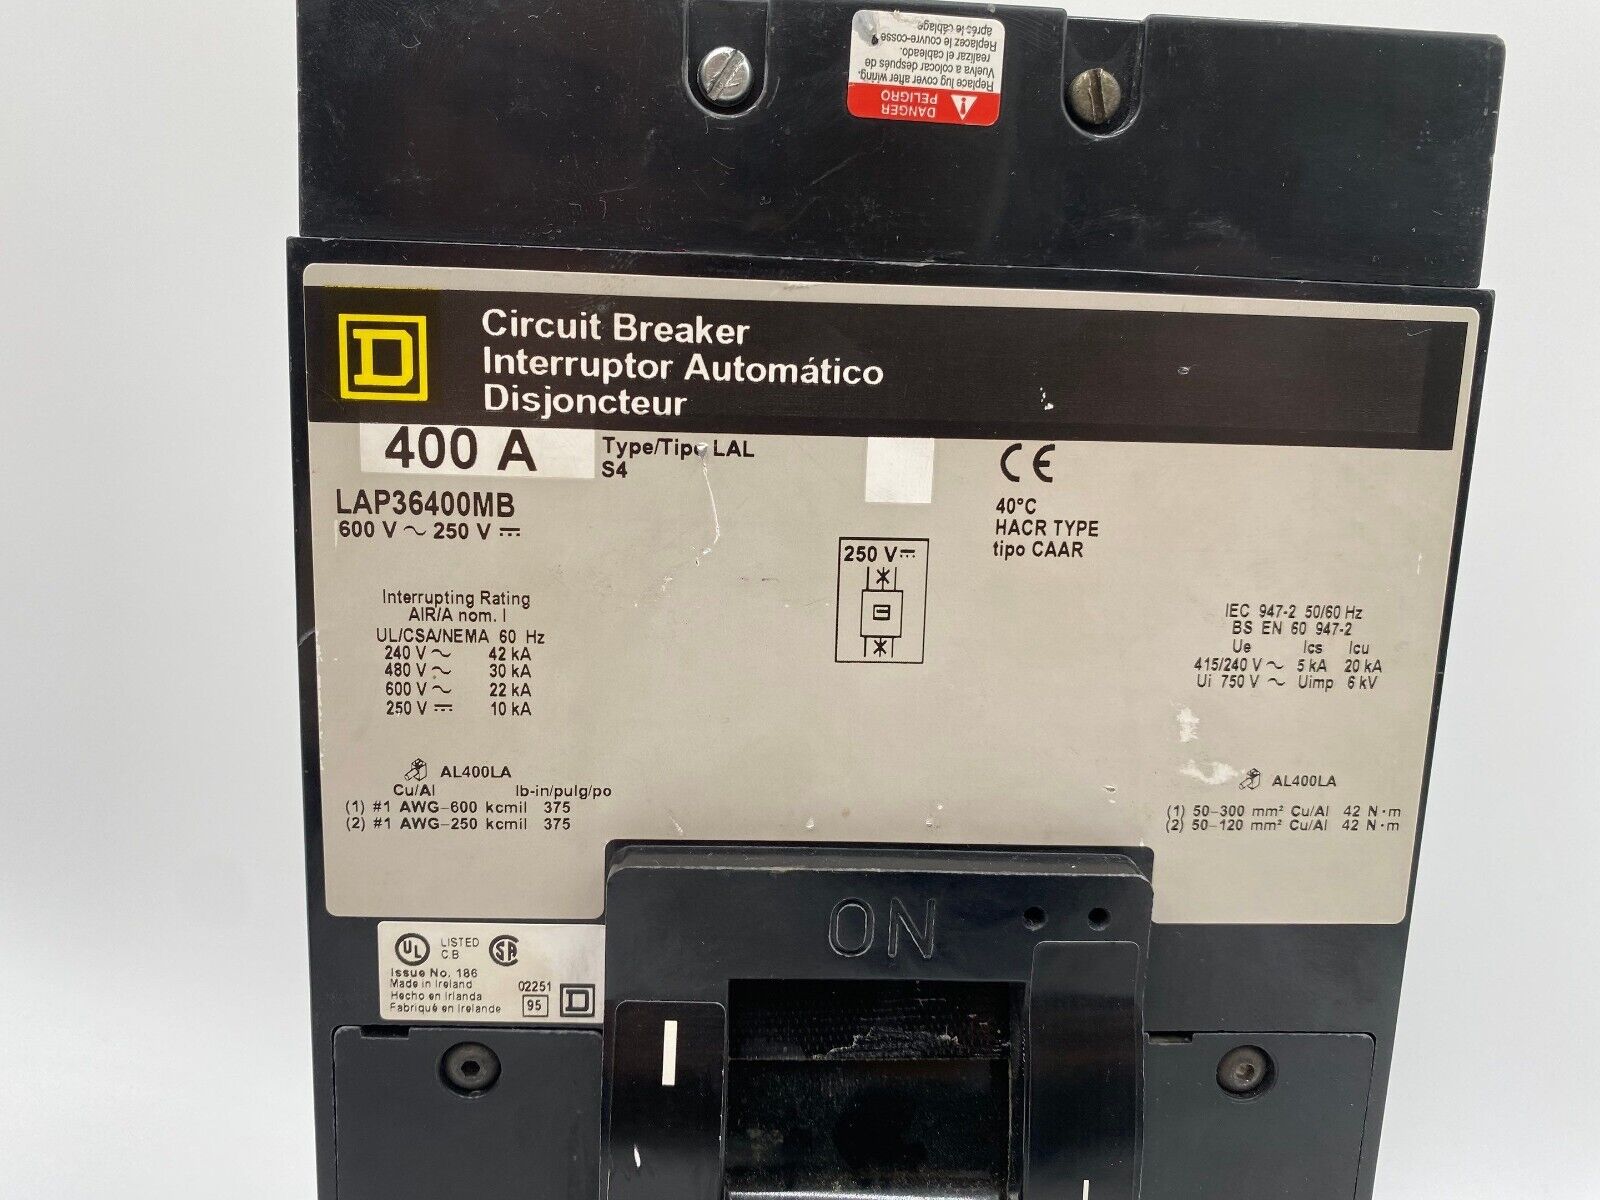 DANGER
PELIGRO
Replace lug cover after wiring.
Vuelva a colocar después de
realizar el cableado.
Replacez le couvre-cosse
après le câblage
D
Circuit Breaker
Interruptor Automático
Disjoncteur
400 A
Type/Tipo LAL
S4
LAP36400MB
600 V ~ 250 V ⎓
CE
40°C
HACR TYPE
tipo CAAR
250 V ⎓
Interrupting Rating
AIR/A nom. I
UL/CSA/NEMA 60 Hz
240 V ~ 42 kA
480 V ~ 30 kA
600 V ~ 22 kA
250 V ⎓ 10 kA
IEC 947-2 50/60 Hz
BS EN 60 947-2
Ue Ics Icu
415/240 V ~ 5 kA 20 kA
Ui 750 V ~ Uimp 6 kV
AL400LA
Cu/Al lb-in/pulg/po
(1) #1 AWG-600 kcmil 375
(2) #1 AWG-250 kcmil 375
AL400LA
(1) 50-300 mm² Cu/Al 42 N·m
(2) 50-120 mm² Cu/Al 42 N·m
ON
UL LISTED SA
C.B
Issue No. 186
Made in Ireland 02251
Hecho en Irlanda 95 D
Fabriqué en Irelande